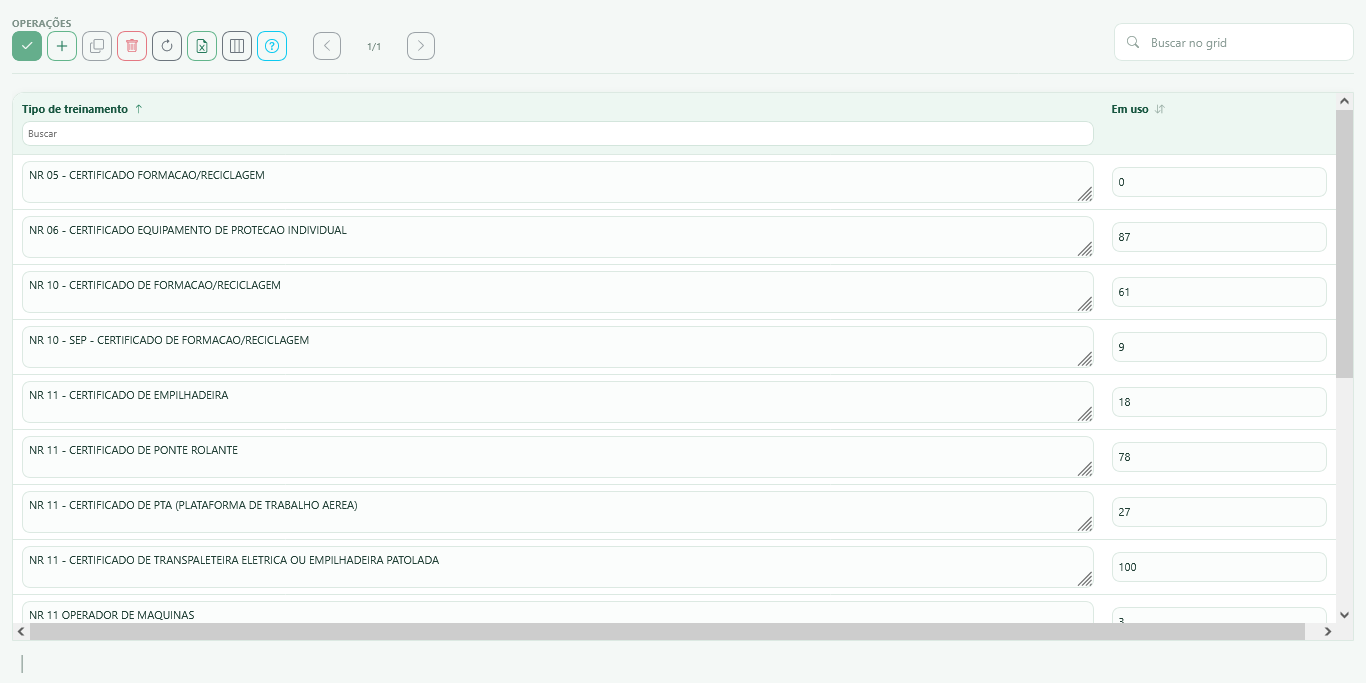 OPERAÇÕES
1/1
Buscar no grid
Tipo de treinamento
Em uso
Buscar
NR 05 - CERTIFICADO FORMACAO/RECICLAGEM
0
NR 06 - CERTIFICADO EQUIPAMENTO DE PROTECAO INDIVIDUAL
87
NR 10 - CERTIFICADO DE FORMACAO/RECICLAGEM
61
NR 10 - SEP - CERTIFICADO DE FORMACAO/RECICLAGEM
9
NR 11 - CERTIFICADO DE EMPILHADEIRA
18
NR 11 - CERTIFICADO DE PONTE ROLANTE
78
NR 11 - CERTIFICADO DE PTA (PLATAFORMA DE TRABALHO AEREA)
27
NR 11 - CERTIFICADO DE TRANSPALETEIRA ELETRICA OU EMPILHADEIRA PATOLADA
100
NR 11 OPERADOR DE MAQUINAS
3